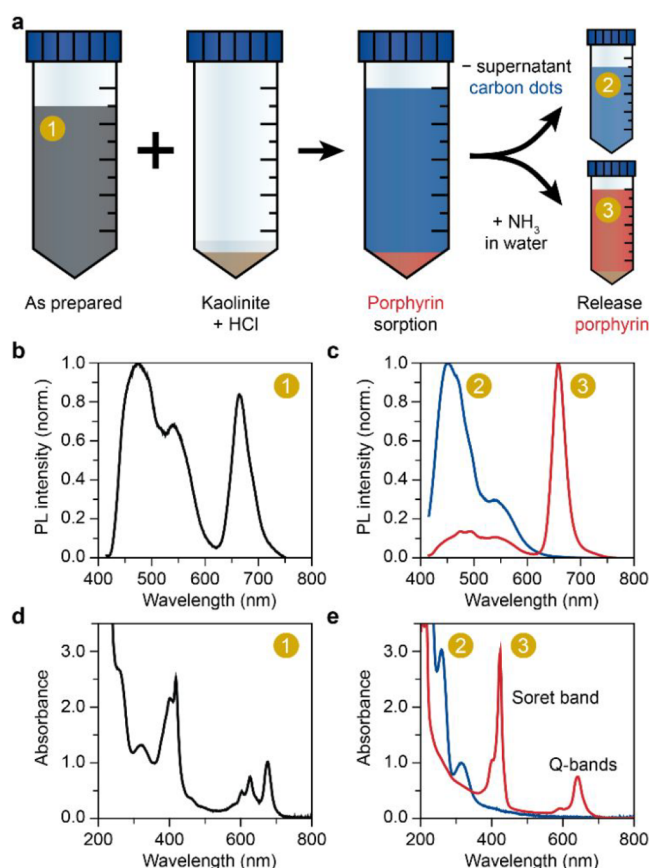 a
1
As prepared
+
Kaolinite
+ HCl
Porphyrin
sorption
− supernatant
carbon dots
+ NH3
in water
2
3
Release
porphyrin
b
1
PL intensity (norm.)
1.0
0.8
0.6
0.4
0.2
0.0
400 500 600 700 800
Wavelength (nm)
c
2
3
PL intensity (norm.)
1.0
0.8
0.6
0.4
0.2
0.0
400 500 600 700 800
Wavelength (nm)
d
1
Absorbance
3.0
2.0
1.0
0.0
200 400 600 800
Wavelength (nm)
e
2 3
Soret band
Q-bands
Absorbance
3.0
2.0
1.0
0.0
200 400 600 800
Wavelength (nm)